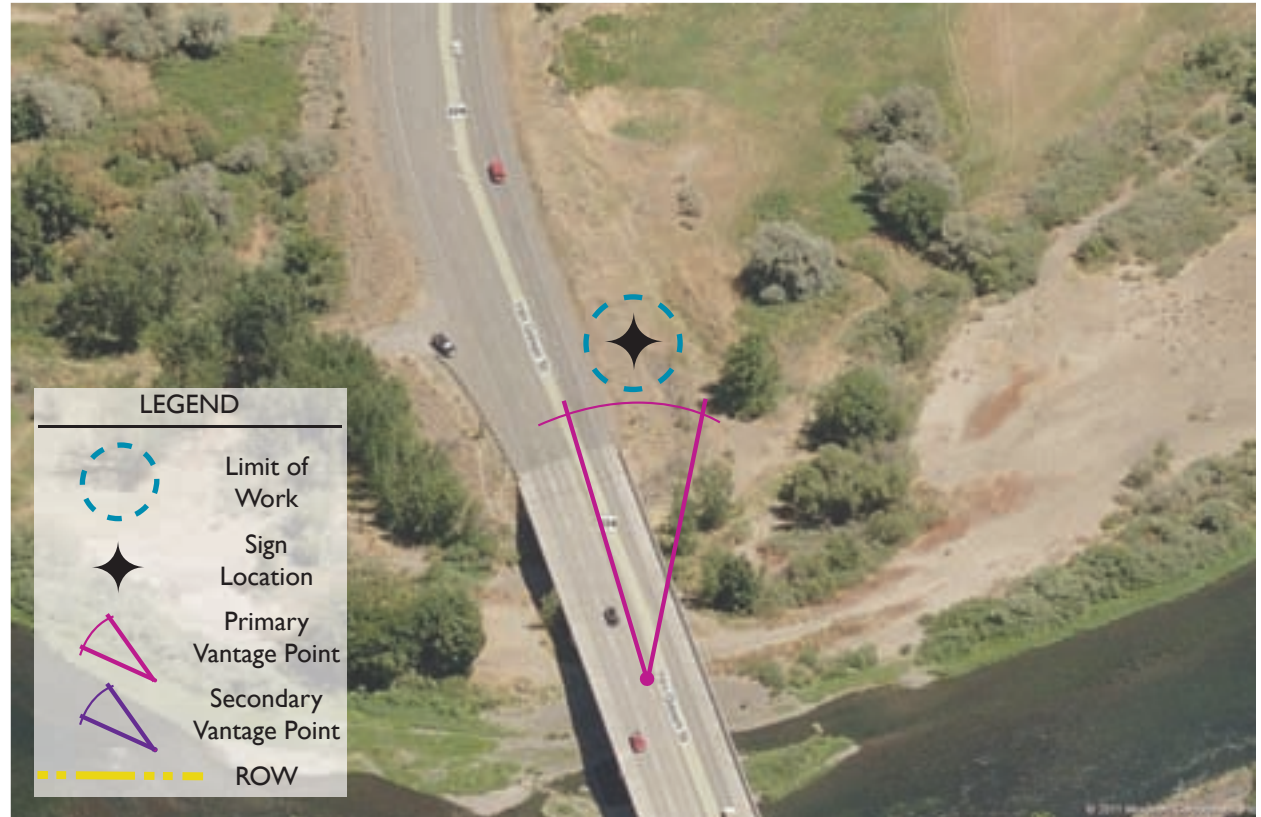 LEGEND
Limit of
Work
Sign
Location
Primary
Vantage Point
Secondary
Vantage Point
ROW